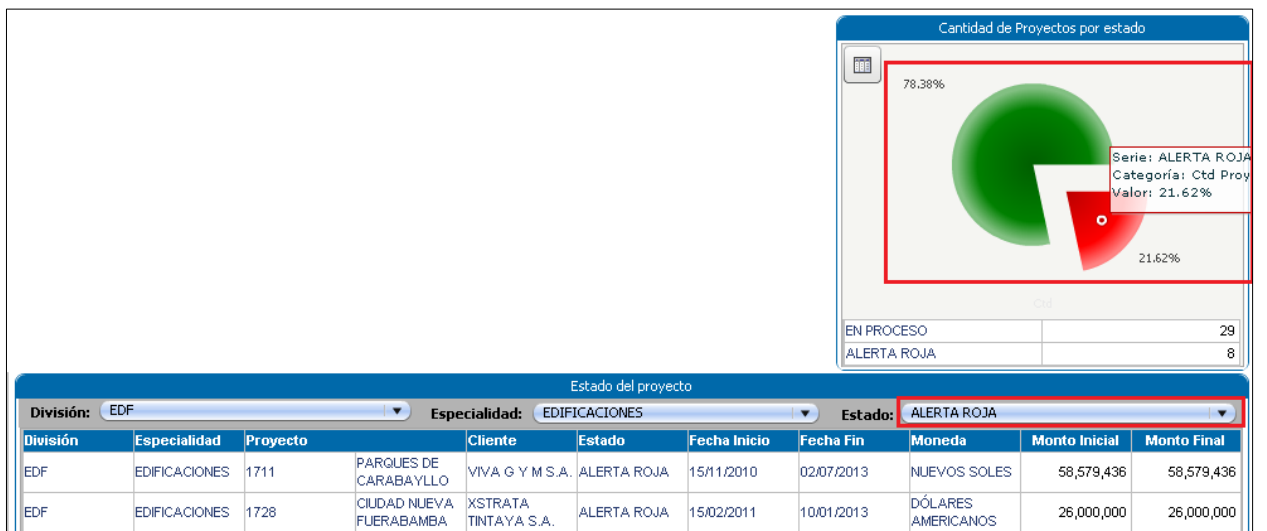 Cantidad de Proyectos por estado
78.38%
Serie: ALERTA ROJA
Categoría: Ctd Proy
Valor: 21.62%
21.62%
Ctd
EN PROCESO 29
ALERTA ROJA 8
Estado del proyecto
División: EDF Especialidad: EDIFICACIONES Estado: ALERTA ROJA
División Especialidad Proyecto Cliente Estado Fecha Inicio Fecha Fin Moneda Monto Inicial Monto Final
EDF EDIFICACIONES 1711 PARQUES DE CARABAYLLO VIVA G Y M S.A. ALERTA ROJA 15/11/2010 02/07/2013 NUEVOS SOLES 58,579,436 58,579,436
EDF EDIFICACIONES 1728 CIUDAD NUEVA FUERABAMBA XSTRATA TINTAYA S.A. ALERTA ROJA 15/02/2011 10/01/2013 DÓLARES AMERICANOS 26,000,000 26,000,000